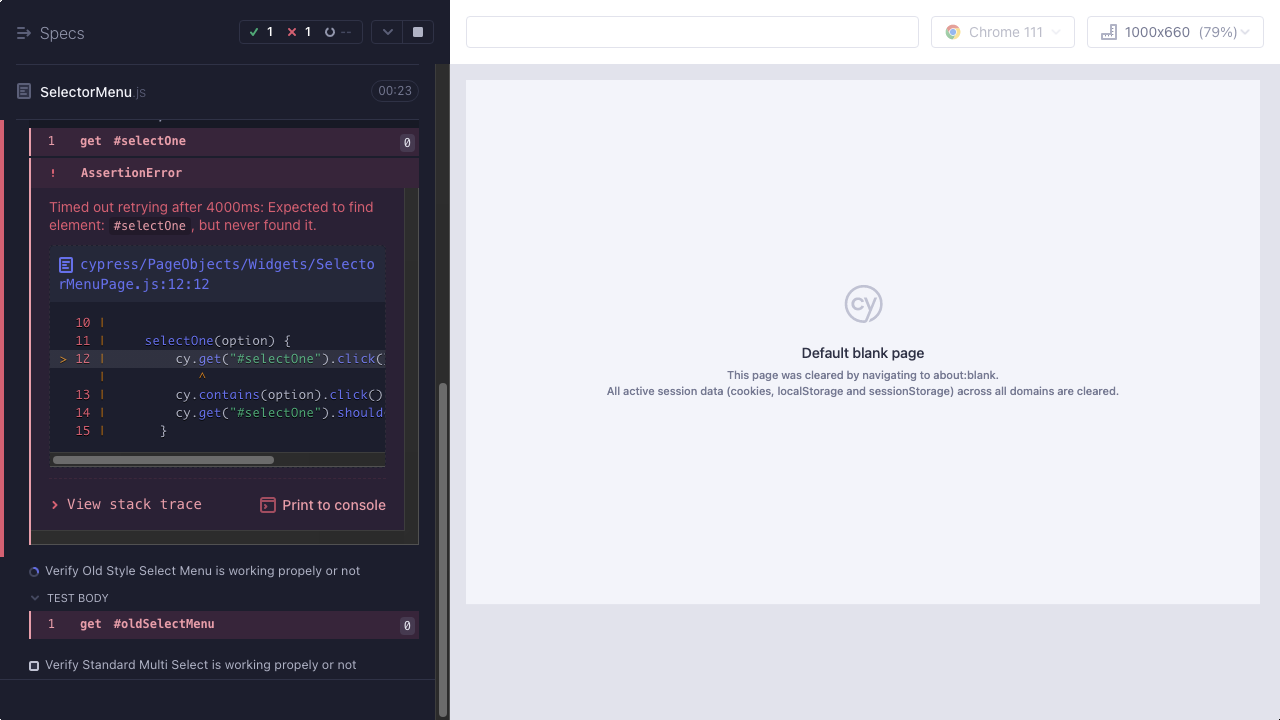 Specs
1 1 --
Chrome 111
1000x660 (79%)
SelectorMenu.js
00:23
1 get #selectOne 0
! AssertionError
Timed out retrying after 4000ms: Expected to find
element: #selectOne , but never found it.
cypress/PageObjects/Widgets/Selecto
rMenuPage.js:12:12
10 |
11 | selectOne(option) {
> 12 | cy.get("#selectOne").click(
| ^
13 | cy.contains(option).click()
14 | cy.get("#selectOne").should
15 | }
View stack trace
Print to console
Verify Old Style Select Menu is working propely or not
TEST BODY
1 get #oldSelectMenu 0
Verify Standard Multi Select is working propely or not
cy
Default blank page
This page was cleared by navigating to about:blank.
All active session data (cookies, localStorage and sessionStorage) across all domains are cleared.